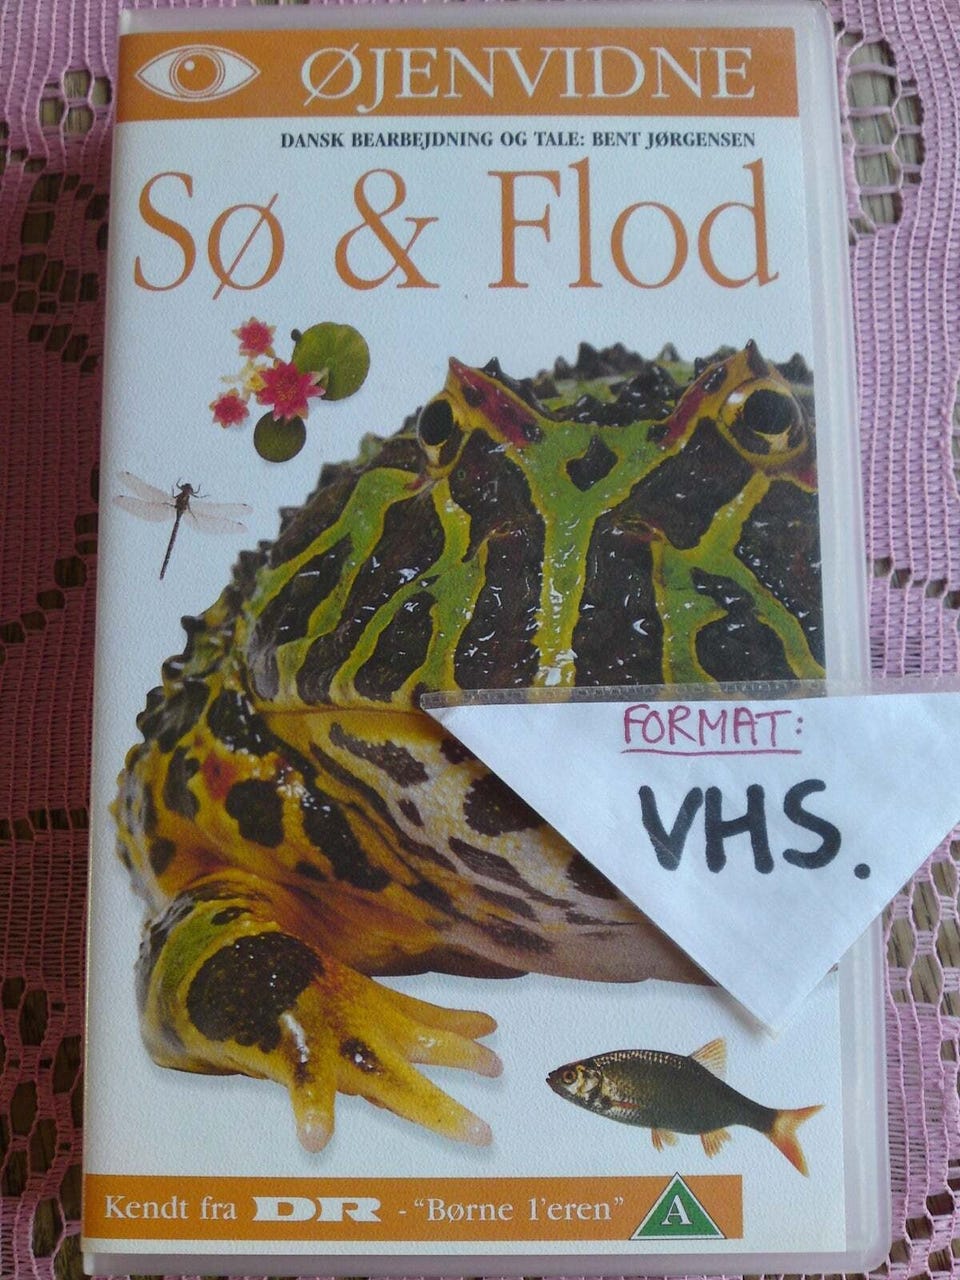 ØJENVIDNE
DANSK BEARBEJDNING OG TALE: BENT JØRGENSEN
Sø & Flod
FORMAT:
VHS.
Kendt fra DR - "Børne 1'eren"
A